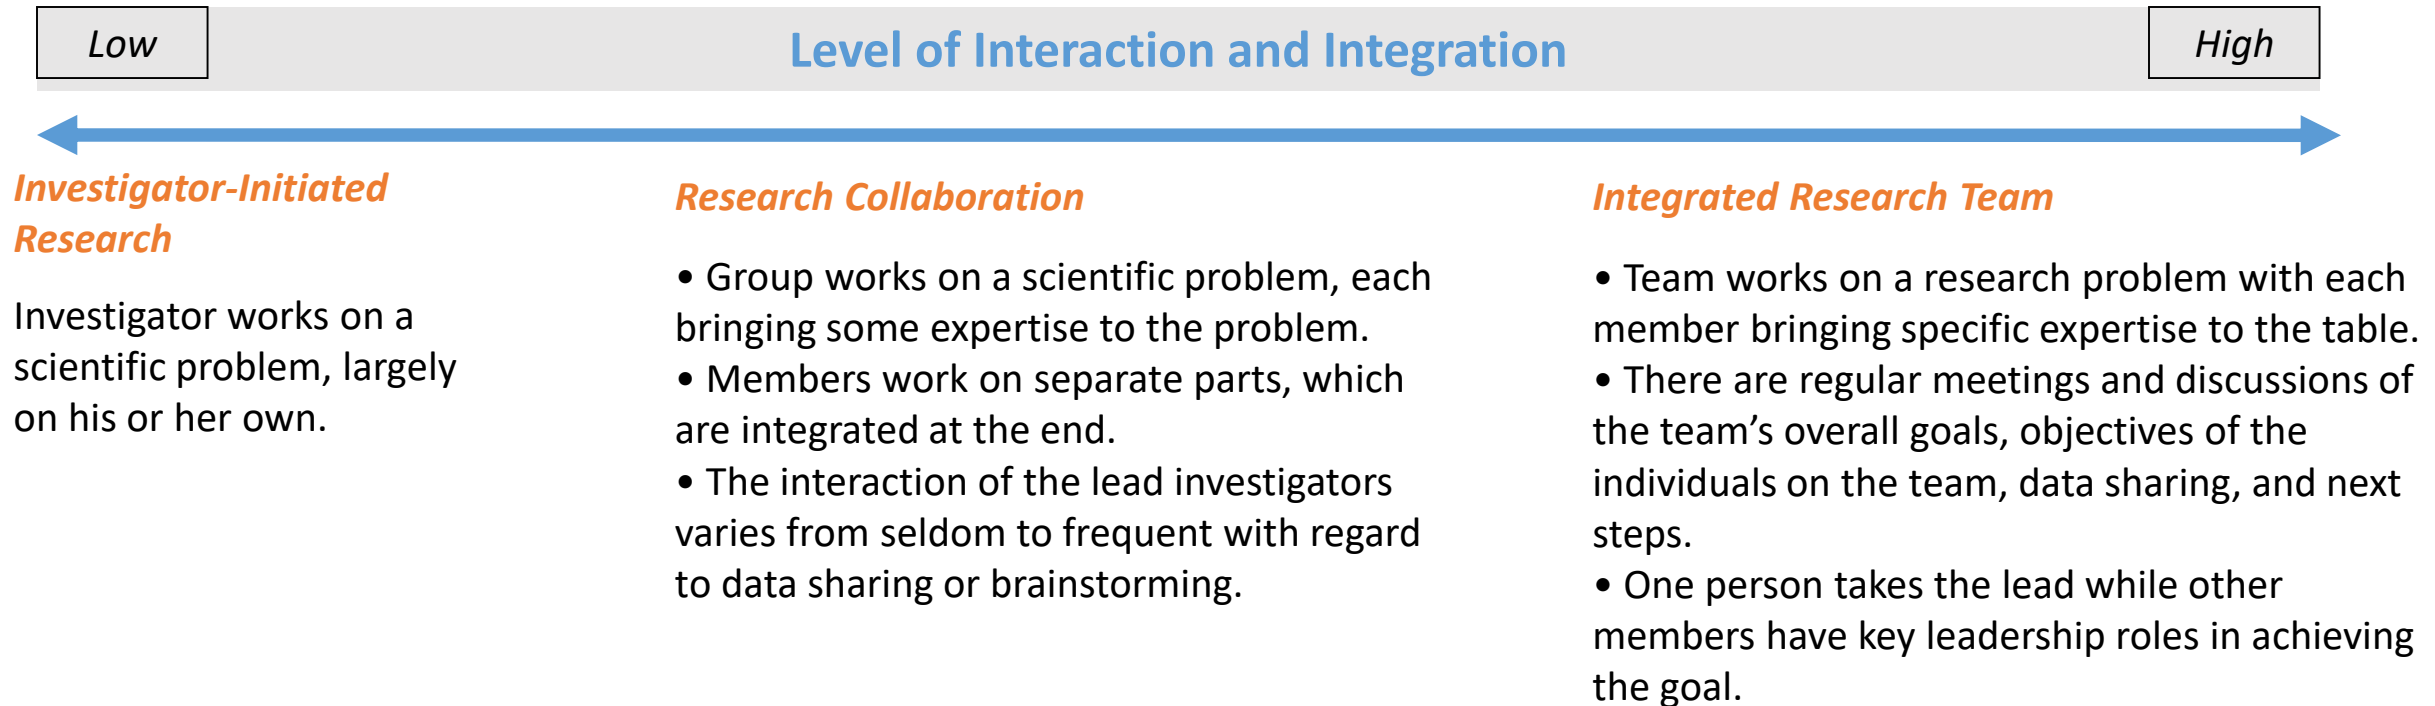 Low
Level of Interaction and Integration
High
Investigator-Initiated
Research
Investigator works on a
scientific problem, largely
on his or her own.
Research Collaboration
• Group works on a scientific problem, each
bringing some expertise to the problem.
• Members work on separate parts, which
are integrated at the end.
• The interaction of the lead investigators
varies from seldom to frequent with regard
to data sharing or brainstorming.
Integrated Research Team
• Team works on a research problem with each
member bringing specific expertise to the table.
• There are regular meetings and discussions of
the team’s overall goals, objectives of the
individuals on the team, data sharing, and next
steps.
• One person takes the lead while other
members have key leadership roles in achieving
the goal.